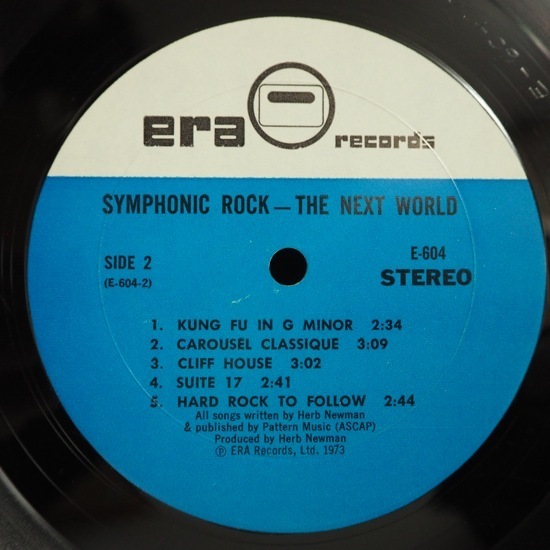 era records
SYMPHONIC ROCK — THE NEXT WORLD
SIDE 2
(E-604-2)
E-604
STEREO
1. KUNG FU IN G MINOR 2:34
2. CAROUSEL CLASSIQUE 3:09
3. CLIFF HOUSE 3:02
4. SUITE 17 2:41
5. HARD ROCK TO FOLLOW 2:44
All songs written by Herb Newman
& published by Pattern Music (ASCAP)
Produced by Herb Newman
Ⓟ ERA Records, Ltd. 1973